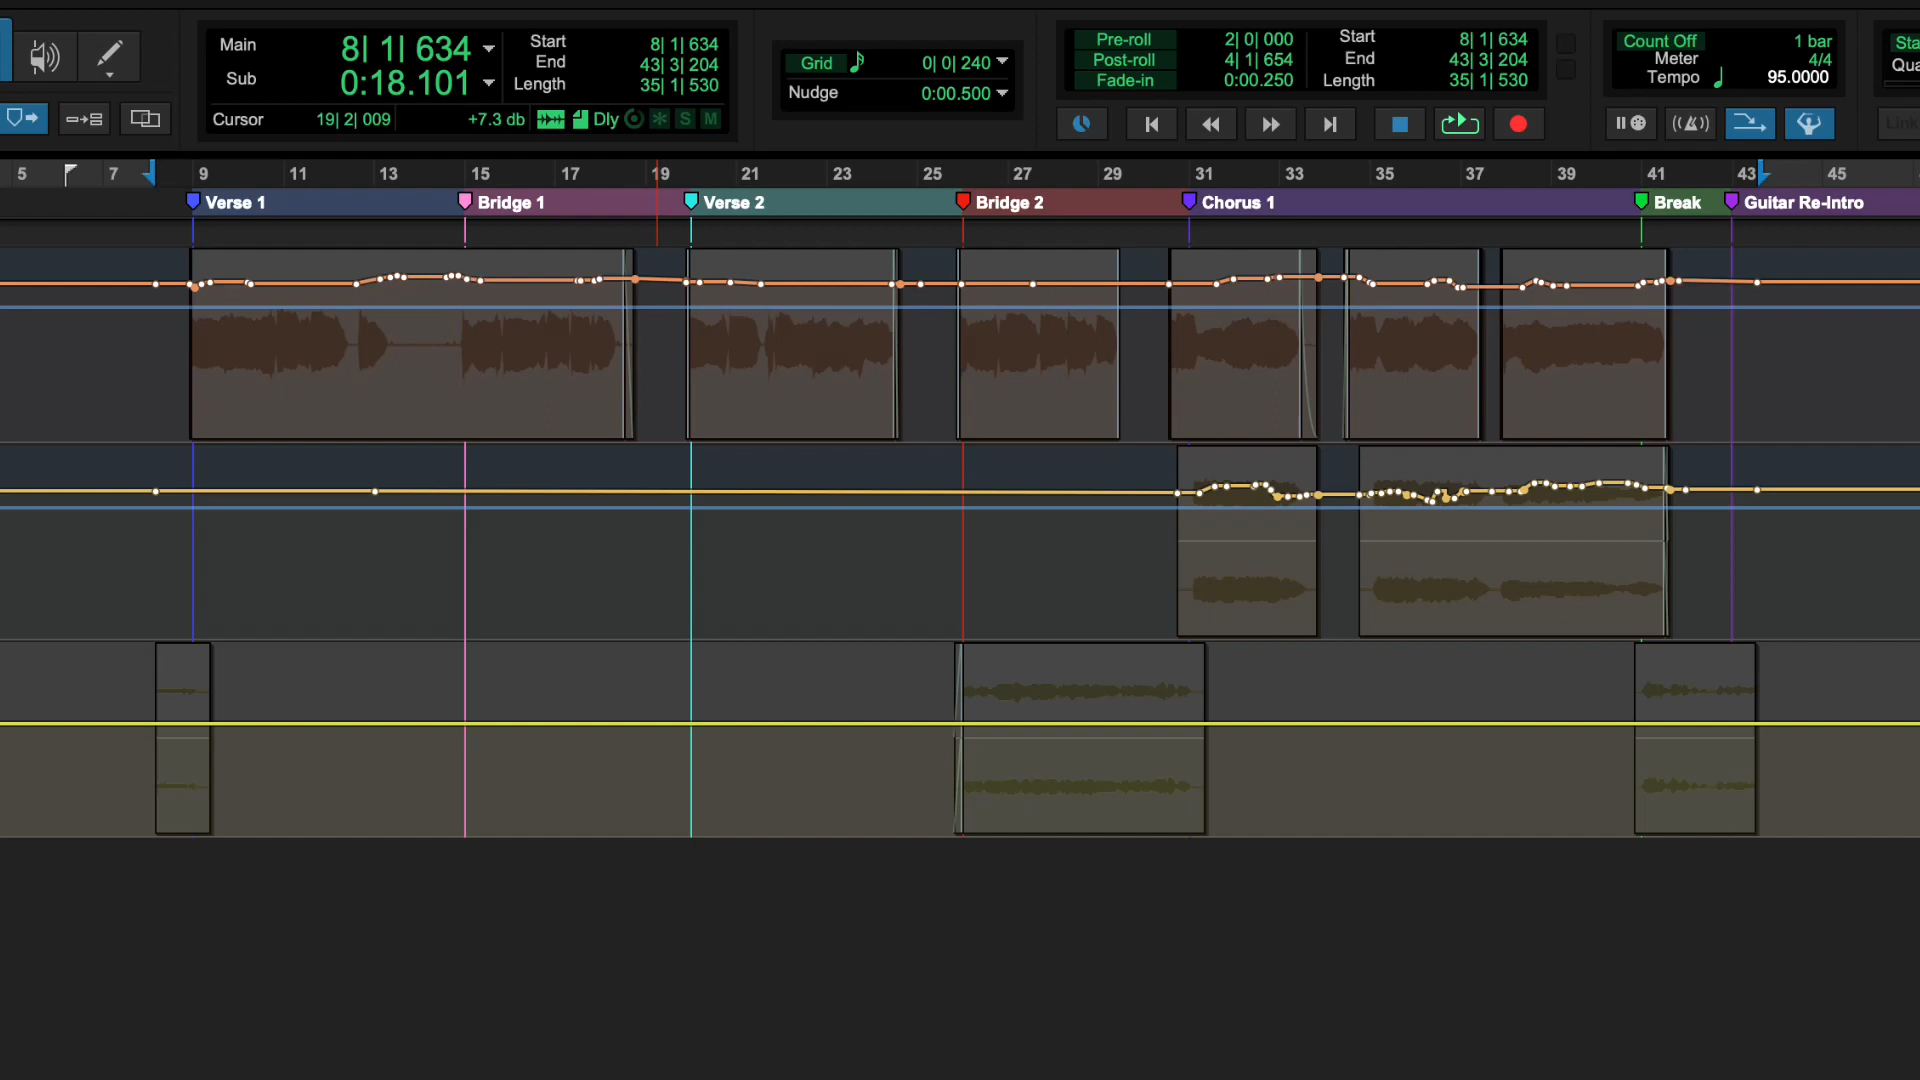 Main 8| 1| 634
Sub 0:18.101
Start 8| 1| 634
End 43| 3| 204
Length 35| 1| 530
Cursor 19| 2| 009 +7.3 db Dly S M
Grid 0| 0| 240
Nudge 0:00.500
Pre-roll 2| 0| 000
Post-roll 4| 1| 654
Fade-in 0:00.250
Start 8| 1| 634
End 43| 3| 204
Length 35| 1| 530
Count Off 1 bar
Meter 4/4
Tempo 95.0000
Sta
Qua
Link
5 7 9 11 13 15 17 19 21 23 25 27 29 31 33 35 37 39 41 43 45
Verse 1 Bridge 1 Verse 2 Bridge 2 Chorus 1 Break Guitar Re-Intro